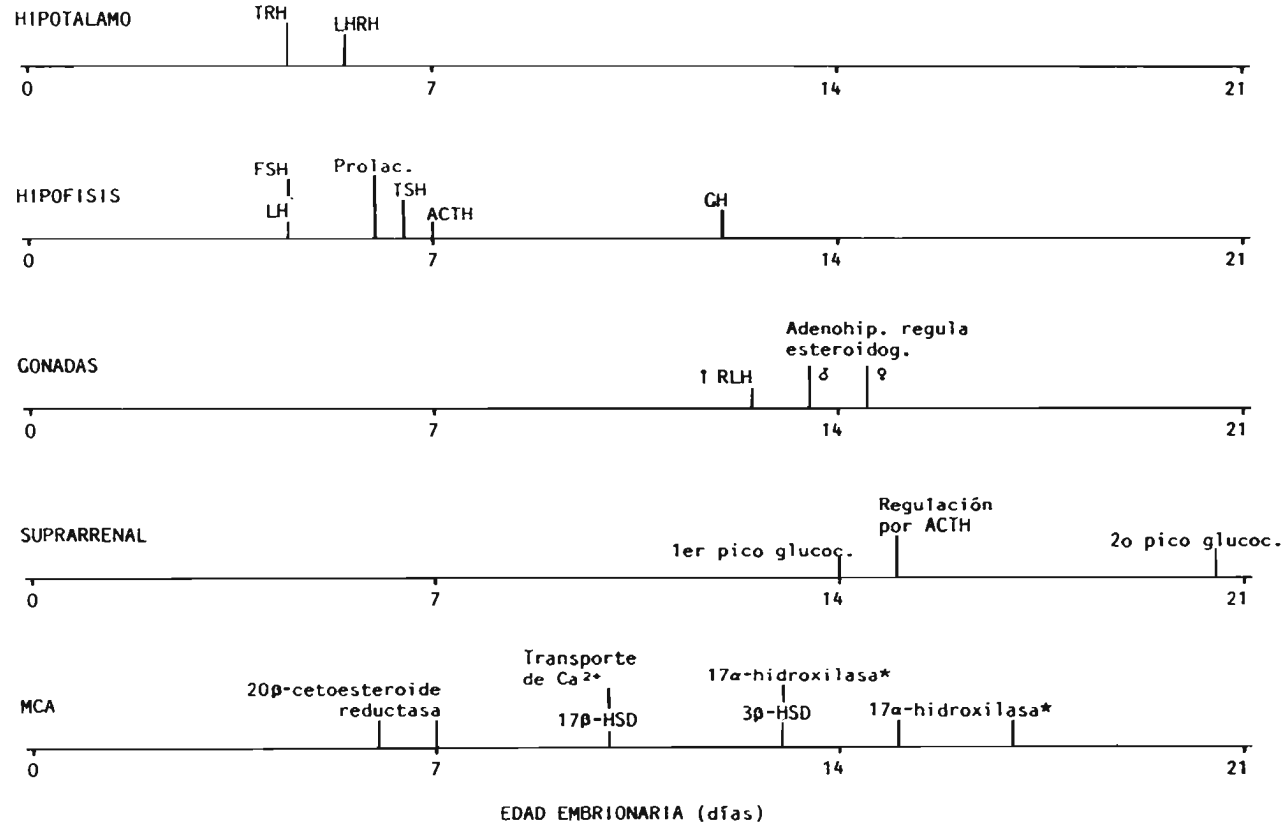 HIPOTALAMO
TRH
LHRH
0 7 14 21
HIPOFISIS
FSH
LH
Prolac.
TSH
ACTH
GH
0 7 14 21
GONADAS
↑ RLH
Adenohip. regula
esteroidog.
♂ ♀
0 7 14 21
SUPRARRENAL
1er pico glucoc.
Regulación
por ACTH
2o pico glucoc.
0 7 14 21
MCA
20β-cetoesteroide
reductasa
Transporte
de Ca²⁺
17β-HSD
17α-hidroxilasa*
3β-HSD
17α-hidroxilasa*
0 7 14 21
EDAD EMBRIONARIA (días)